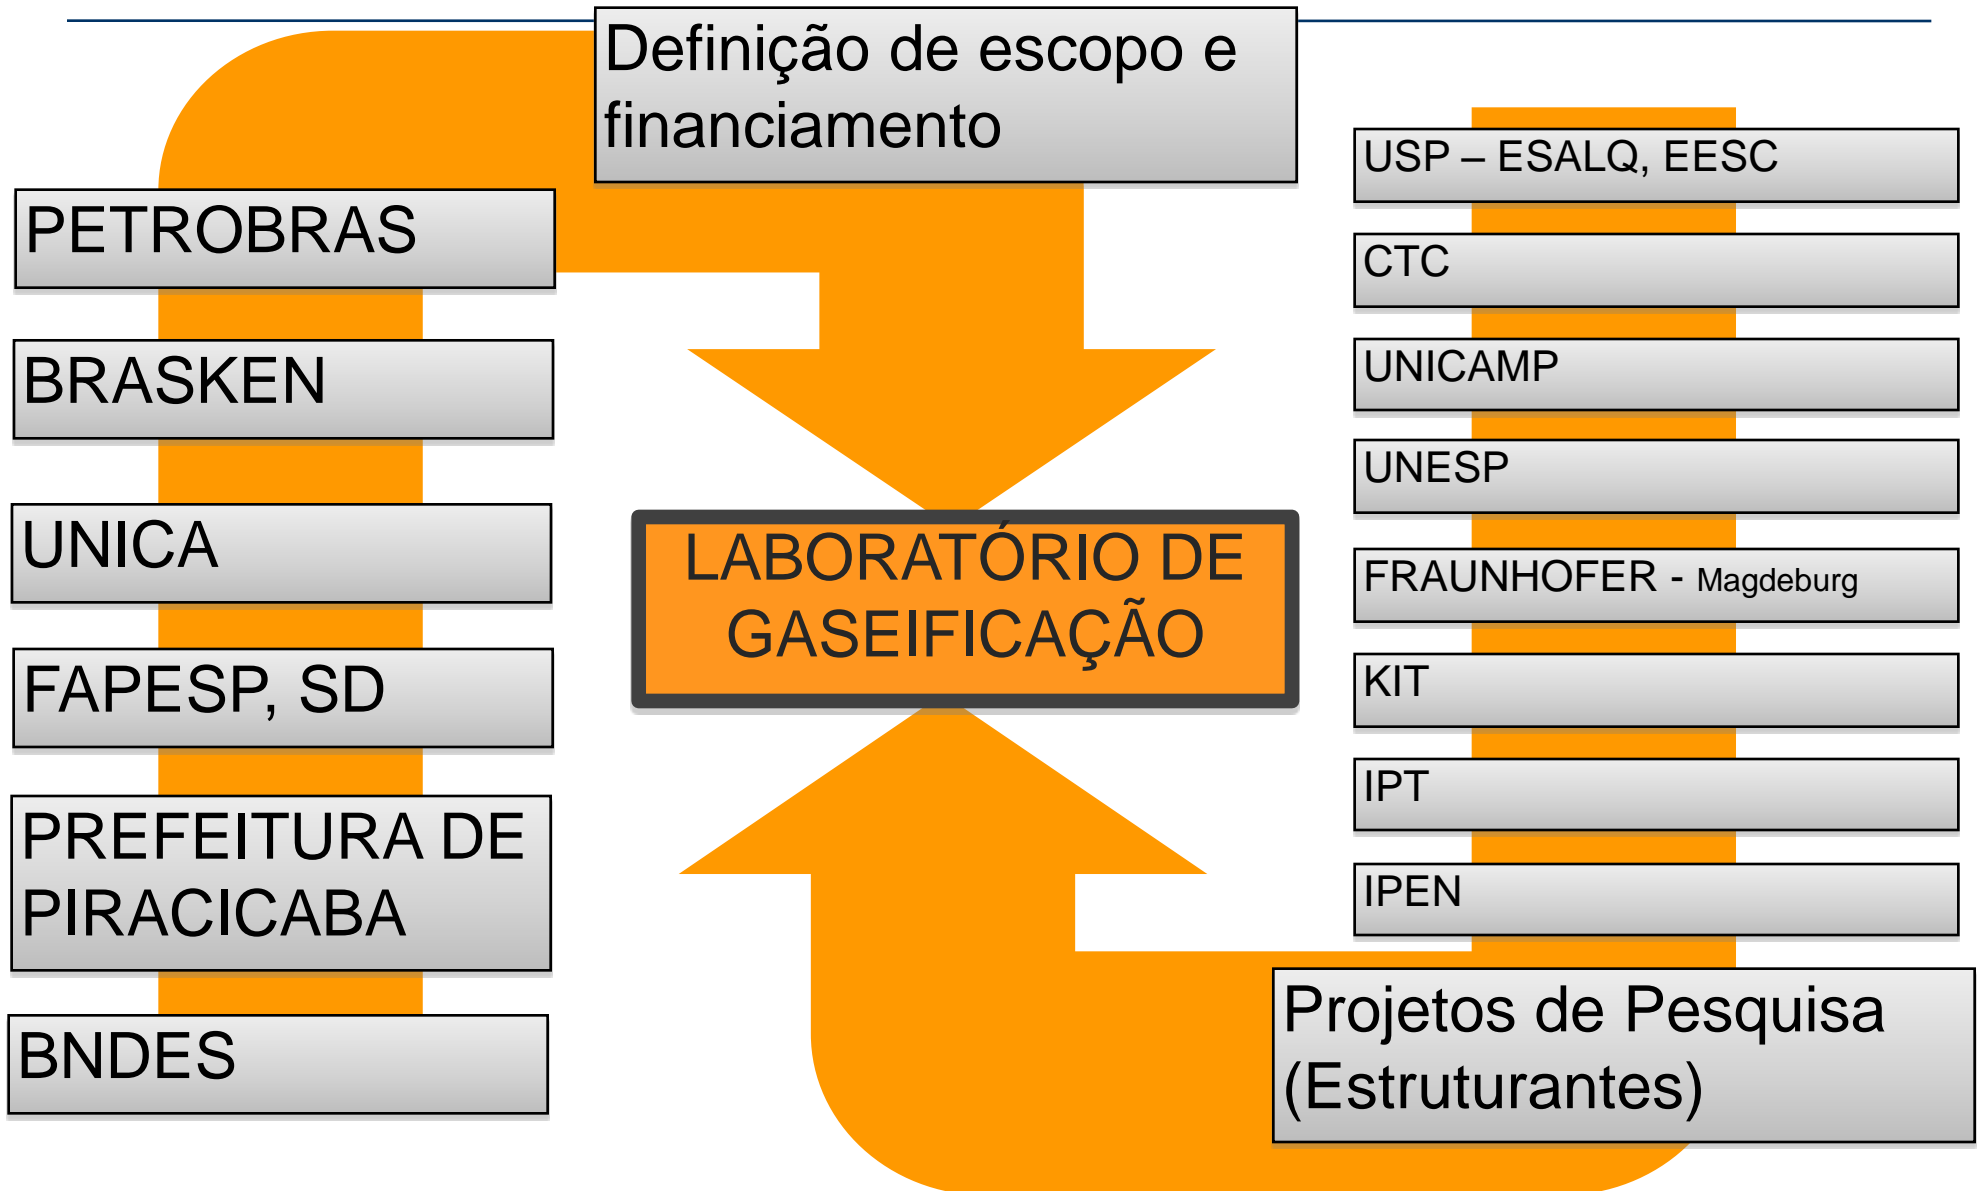 Definição de escopo e
financiamento
PETROBRAS
BRASKEN
UNICA
FAPESP, SD
PREFEITURA DE
PIRACICABA
BNDES
LABORATÓRIO DE
GASEIFICAÇÃO
USP – ESALQ, EESC
CTC
UNICAMP
UNESP
FRAUNHOFER - Magdeburg
KIT
IPT
IPEN
Projetos de Pesquisa
(Estruturantes)